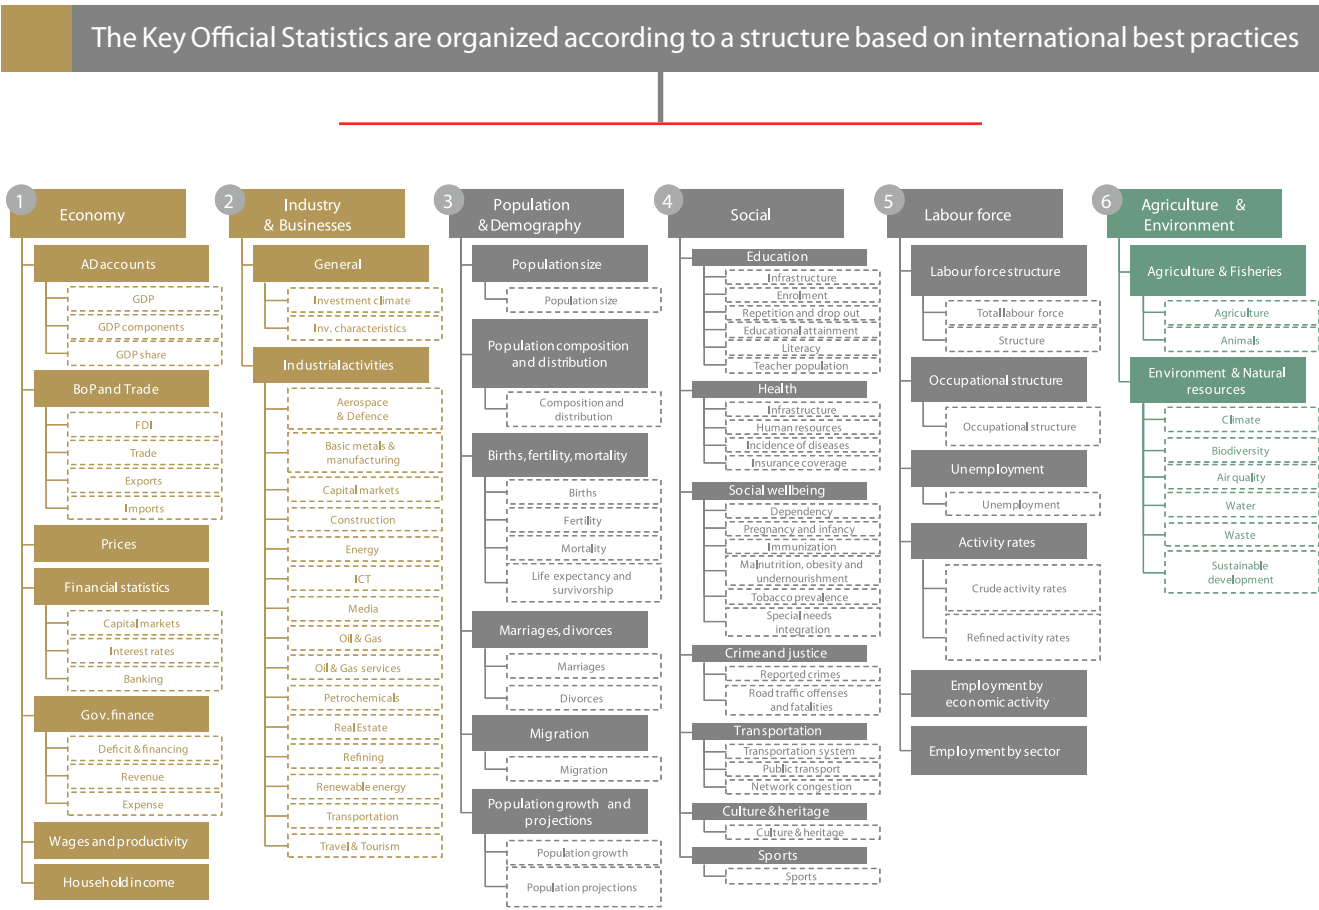 The Key Official Statistics are organized according to a structure based on international best practices
1
Economy
AD accounts
GDP
GDP components
GDP share
BoP and Trade
FDI
Trade
Exports
Imports
Prices
Financial statistics
Capital markets
Interest rates
Banking
Gov. finance
Deficit & financing
Revenue
Expense
Wages and productivity
Household income
2
Industry
& Businesses
General
Investment climate
Inv. characteristics
Industrial activities
Aerospace
& Defence
Basic metals &
manufacturing
Capital markets
Construction
Energy
ICT
Media
Oil & Gas
Oil & Gas services
Petrochemicals
Real Estate
Refining
Renewable energy
Transportation
Travel & Tourism
3
Population
& Demography
Population size
Population size
Population composition
and distribution
Composition and
distribution
Births, fertility, mortality
Births
Fertility
Mortality
Life expectancy and
survivorship
Marriages, divorces
Marriages
Divorces
Migration
Migration
Population growth and
projections
Population growth
Population projections
4
Social
Education
Infrastructure
Enrolment
Repetition and drop out
Educational attainment
Literacy
Teacher population
Health
Infrastructure
Human resources
Incidence of diseases
Insurance coverage
Social wellbeing
Dependency
Pregnancy and infancy
Immunization
Malnutrition, obesity and
undernourishment
Tobacco prevalence
Special needs
integration
Crime and justice
Reported crimes
Road traffic offenses
and fatalities
Transportation
Transportation system
Public transport
Network congestion
Culture & heritage
Culture & heritage
Sports
Sports
5
Labour force
Labour force structure
Total labour force
Structure
Occupational structure
Occupational structure
Unemployment
Unemployment
Activity rates
Crude activity rates
Refined activity rates
Employment by
economic activity
Employment by sector
6
Agriculture &
Environment
Agriculture & Fisheries
Agriculture
Animals
Environment & Natural
resources
Climate
Biodiversity
Air quality
Water
Waste
Sustainable
development